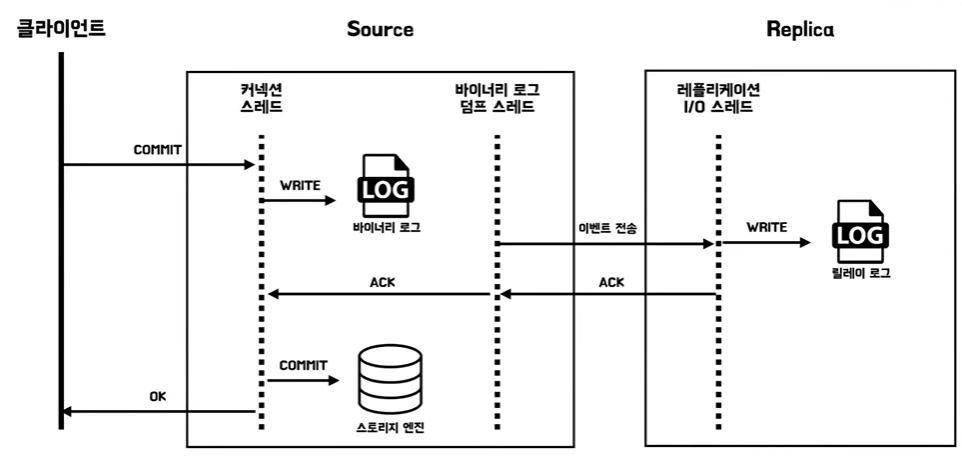 클라이언트
Source
Replica
커넥션
스레드
바이너리 로그
덤프 스레드
레플리케이션
I/O 스레드
COMMIT
WRITE
LOG
바이너리 로그
이벤트 전송
WRITE
LOG
릴레이 로그
ACK
ACK
COMMIT
스토리지 엔진
OK